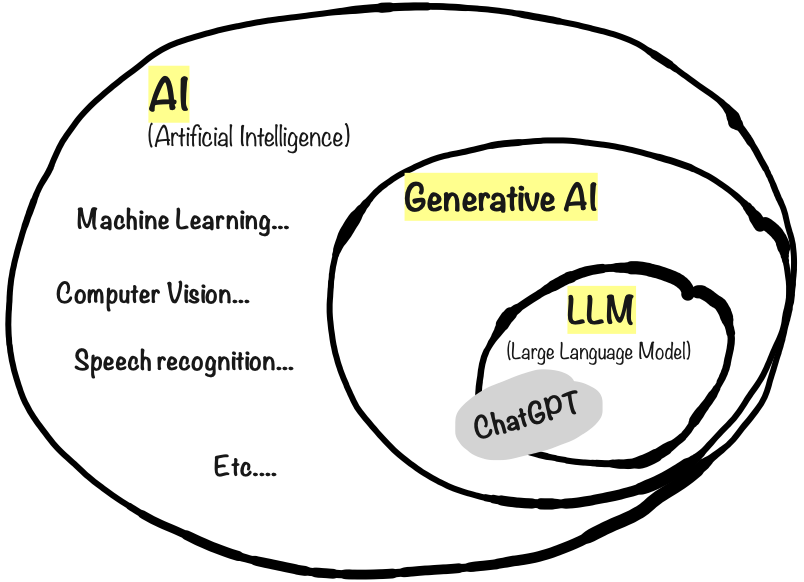 AI
(Artificial Intelligence)
Generative AI
Machine Learning...
Computer Vision...
LLM
(Large Language Model)
Speech recognition...
ChatGPT
Etc....